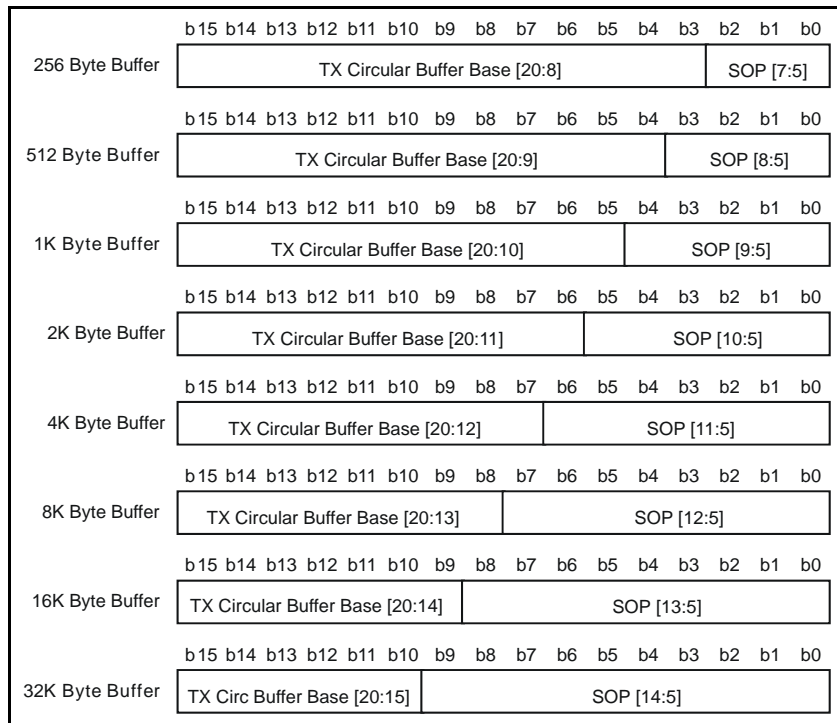 b15 b14 b13 b12 b11 b10 b9 b8 b7 b6 b5 b4 b3 b2 b1 b0
256 Byte Buffer TX Circular Buffer Base [20:8] SOP [7:5]
b15 b14 b13 b12 b11 b10 b9 b8 b7 b6 b5 b4 b3 b2 b1 b0
512 Byte Buffer TX Circular Buffer Base [20:9] SOP [8:5]
b15 b14 b13 b12 b11 b10 b9 b8 b7 b6 b5 b4 b3 b2 b1 b0
1K Byte Buffer TX Circular Buffer Base [20:10] SOP [9:5]
b15 b14 b13 b12 b11 b10 b9 b8 b7 b6 b5 b4 b3 b2 b1 b0
2K Byte Buffer TX Circular Buffer Base [20:11] SOP [10:5]
b15 b14 b13 b12 b11 b10 b9 b8 b7 b6 b5 b4 b3 b2 b1 b0
4K Byte Buffer TX Circular Buffer Base [20:12] SOP [11:5]
b15 b14 b13 b12 b11 b10 b9 b8 b7 b6 b5 b4 b3 b2 b1 b0
8K Byte Buffer TX Circular Buffer Base [20:13] SOP [12:5]
b15 b14 b13 b12 b11 b10 b9 b8 b7 b6 b5 b4 b3 b2 b1 b0
16K Byte Buffer TX Circular Buffer Base [20:14] SOP [13:5]
b15 b14 b13 b12 b11 b10 b9 b8 b7 b6 b5 b4 b3 b2 b1 b0
32K Byte Buffer TX Circ Buffer Base [20:15] SOP [14:5]